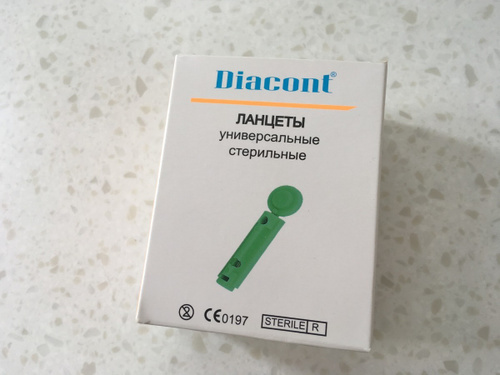 Diacont®
ЛАНЦЕТЫ
универсальные
стерильные
CE0197 STERILE R